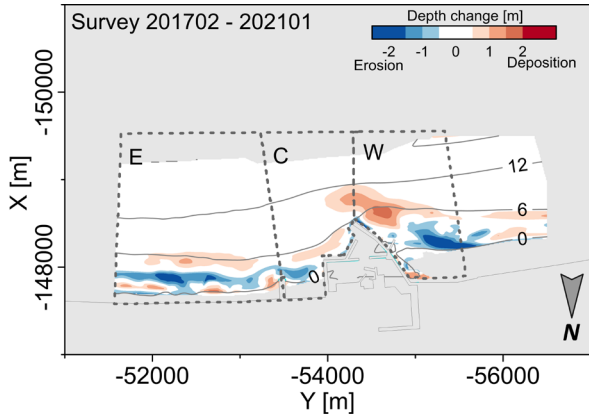 Survey 201702 - 202101
Depth change [m]
-2 -1 0 1 2
Erosion Deposition
-150000
-148000
X [m]
E C W
12
6
0
0
N
-52000 -54000 -56000
Y [m]